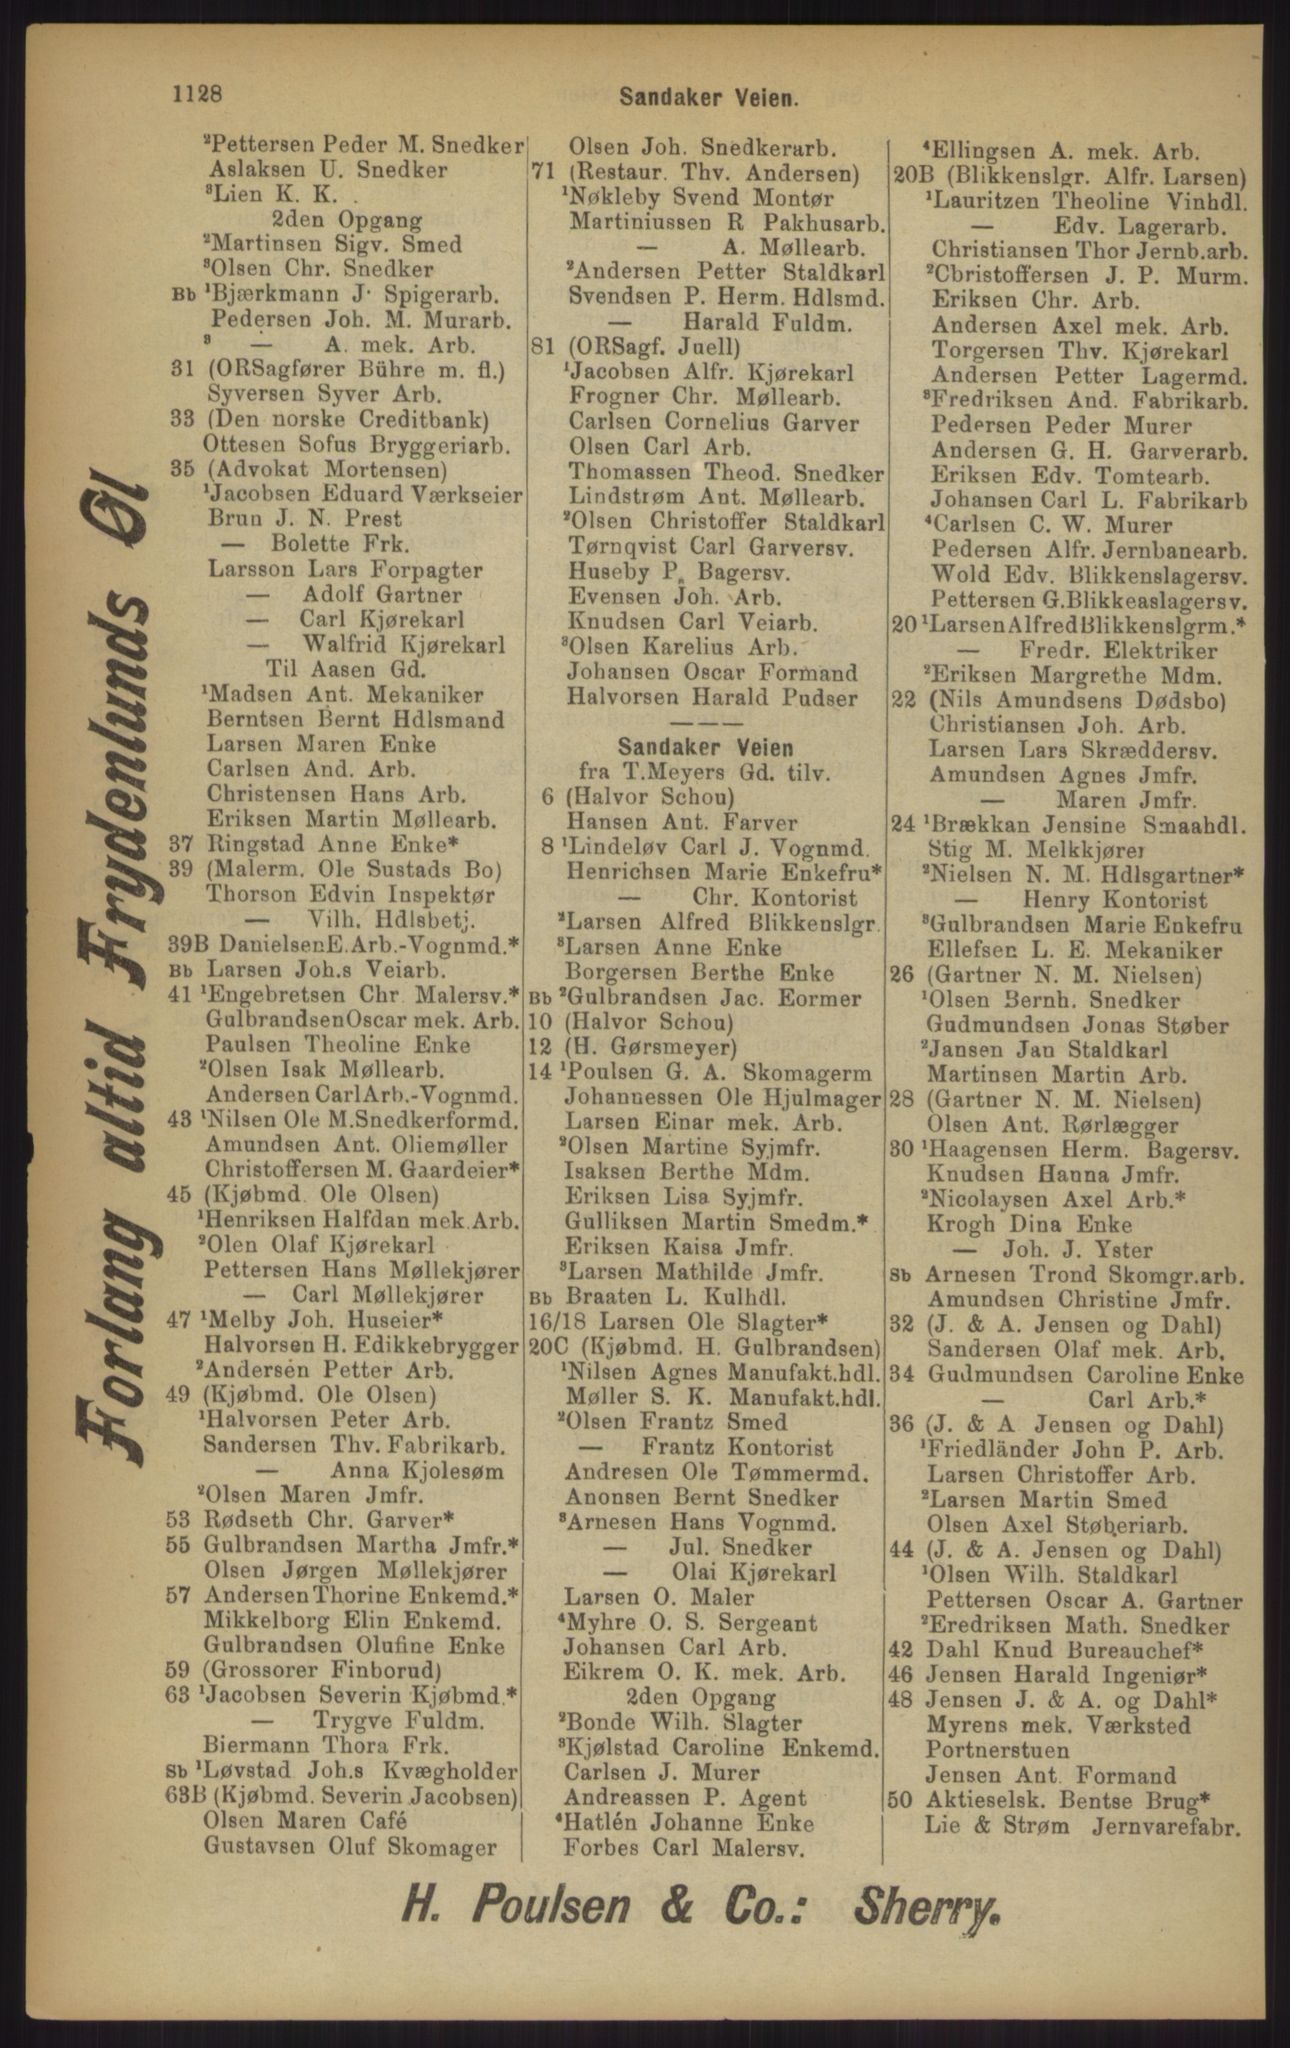 1128
Sandaker Veien.
²Pettersen Peder M. Snedker
Aslaksen U. Snedker
³Lien K. K. .
2den Opgang
²Martinsen Sigv. Smed
³Olsen Chr. Snedker
Bb ¹Bjærkmann J. Spigerarb.
Pedersen Joh. M. Murarb.
³ — A. mek. Arb.
31 (ORSagfører Bühre m. fl.)
Syversen Syver Arb.
33 (Den norske Creditbank)
Ottesen Sofus Bryggeriarb.
35 (Advokat Mortensen)
¹Jacobsen Eduard Værkseier
Brun J. N. Prest
— Bolette Frk.
Larsson Lars Forpagter
— Adolf Gartner
— Carl Kjørekarl
— Walfrid Kjørekarl
Til Aasen Gd.
¹Madsen Ant. Mekaniker
Berntsen Bernt Hdlsmand
Larsen Maren Enke
Carlsen And. Arb.
Christensen Hans Arb.
Eriksen Martin Møllearb.
37 Ringstad Anne Enke*
39 (Malerm. Ole Sustads Bo)
Thorson Edvin Inspektør
— Vilh. Hdlsbetj.
39B Danielsen E. Arb.-Vognmd.*
Bb Larsen Joh.s Veiarb.
41 ¹Engebretsen Chr. Malersv.*
Gulbrandsen Oscar mek. Arb.
Paulsen Theoline Enke
²Olsen Isak Møllearb.
Andersen Carl Arb.-Vognmd.
43 ¹Nilsen Ole M. Snedkerformd.
Amundsen Ant. Oliemøller
Christoffersen M. Gaardeier*
45 (Kjøbmd. Ole Olsen)
¹Henriksen Halfdan mek. Arb.
²Olen Olaf Kjørekarl
Pettersen Hans Møllekjører
— Carl Møllekjører
47 ¹Melby Joh. Huseier*
Halvorsen H. Edikkebrygger
²Andersén Petter Arb.
49 (Kjøbmd. Ole Olsen)
¹Halvorsen Peter Arb.
Sandersen Thv. Fabrikarb.
— Anna Kjolesøm
²Olsen Maren Jmfr.
53 Rødseth Chr. Garver*
55 Gulbrandsen Martha Jmfr.*
Olsen Jørgen Møllekjører
57 Andersen Thorine Enkemd.*
Mikkelborg Elin Enkemd.
Gulbrandsen Olufine Enke
59 (Grossorer Finborud)
63 ¹Jacobsen Severin Kjøbmd.*
— Trygve Fuldm.
Biermann Thora Frk.
Sb ¹Løvstad Joh.s Kvægholder
63B (Kjøbmd. Severin Jacobsen)
Olsen Maren Café
Gustavsen Oluf Skomager
Olsen Joh. Snedkerarb.
71 (Restaur. Thv. Andersen)
¹Nøkleby Svend Montør
Martiniussen R Pakhusarb.
— A. Møllearb.
²Andersen Petter Staldkarl
Svendsen P. Herm. Hdlsmd.
— Harald Fuldm.
81 (ORSagf. Juell)
¹Jacobsen Alfr. Kjørekarl
Frogner Chr. Møllearb.
Carlsen Cornelius Garver
Olsen Carl Arb.
Thomassen Theod. Snedker
Lindstrøm Ant. Møllearb.
²Olsen Christoffer Staldkarl
Tørnqvist Carl Garversv.
Huseby P. Bagersv.
Evensen Joh. Arb.
Knudsen Carl Veiarb.
³Olsen Karelius Arb.
Johansen Oscar Formand
Halvorsen Harald Pudser
— — —
Sandaker Veien
fra T. Meyers Gd. tilv.
6 (Halvor Schou)
Hansen Ant. Farver
8 ¹Lindeløv Carl J. Vognmd.
Henrichsen Marie Enkefru*
— Chr. Kontorist
²Larsen Alfred Blikkenslgr.
³Larsen Anne Enke
Borgersen Berthe Enke
Bb ²Gulbrandsen Jac. Eormer
10 (Halvor Schou)
12 (H. Gørsmeyer)
14 ¹Poulsen G. A. Skomagerm
Johannessen Ole Hjulmager
Larsen Einar mek. Arb.
²Olsen Martine Syjmfr.
Isaksen Berthe Mdm.
Eriksen Lisa Syjmfr.
Gulliksen Martin Smedm.*
Eriksen Kaisa Jmfr.
³Larsen Mathilde Jmfr.
Bb Braaten L. Kulhdl.
16/18 Larsen Ole Slagter*
20C (Kjøbmd. H. Gulbrandsen)
¹Nilsen Agnes Manufakt.hdl.
Møller S. K. Manufakt.hdl.
²Olsen Frantz Smed
— Frantz Kontorist
Andresen Ole Tømmermd.
Anonsen Bernt Snedker
³Arnesen Hans Vognmd.
— Jul. Snedker
— Olai Kjørekarl
Larsen O. Maler
⁴Myhre O. S. Sergeant
Johansen Carl Arb.
Eikrem O. K. mek. Arb.
2den Opgang
²Bonde Wilh. Slagter
³Kjølstad Caroline Enkemd.
Carlsen J. Murer
Andreassen P. Agent
⁴Hatlén Johanne Enke
Forbes Carl Malersv.
⁴Ellingsen A. mek. Arb.
20B (Blikkenslgr. Alfr. Larsen)
¹Lauritzen Theoline Vinhdl.
— Edv. Lagerarb.
Christiansen Thor Jernb.arb.
²Cbristoffersen J. P. Murm.
Eriksen Chr. Arb.
Andersen Axel mek. Arb.
Torgersen Thv. Kjørekarl
Andersen Petter Lagermd.
³Fredriksen And. Fabrikarb.
Pedersen Peder Murer
Andersen G. H. Garverarb.
Eriksen Edv. Tomtearb.
Johansen Carl L. Fabrikarb
⁴Carlsen C. W. Murer
Pedersen Alfr. Jernbanearb.
Wold Edv. Blikkenslagersv.
Pettersen G. Blikkeaslagersv.
20 ¹Larsen Alfred Blikkenslgrm.*
— Fredr. Elektriker
²Eriksen Margrethe Mdm.
22 (Nils Amundsens Dødsbo)
Christiansen Joh. Arb.
Larsen Lars Skræddersv.
Amundsen Agnes Jmfr.
— Maren Jmfr.
24 ¹Brækkan Jensine Smaahdl.
Stig M. Melkkjører
²Nielsen N. M. Hdlsgartner*
— Henry Kontorist
³Gulbrandsen Marie Enkefru
Ellefsen L. E. Mekaniker
26 (Gartner N. M. Nielsen)
¹Olsen Bernh. Snedker
Gudmundsen Jonas Støber
²Jansen Jan Staldkarl
Martinsen Martin Arb.
28 (Gartner N. M. Nielsen)
Olsen Ant. Rørlægger
30 ¹Haagensen Herm. Bagersv.
Knudsen Hanna Jmfr.
²Nicolaysen Axel Arb.*
Krogh Dina Enke
— Joh. J. Yster
Sb Arnesen Trond Skomgr.arb.
Amundsen Christine Jmfr.
32 (J. & A. Jensen og Dahl)
Sandersen Olaf mek. Arb.
34 Gudmundsen Caroline Enke
— Carl Arb.*
36 (J. & A Jensen og Dahl)
¹Friedländer John P. Arb.
Larsen Christoffer Arb.
²Larsen Martin Smed
Olsen Axel Støberiarb.
44 (J. & A. Jensen og Dahl)
¹Olsen Wilh. Staldkarl
Pettersen Oscar A. Gartner
²Eredriksen Math. Snedker
42 Dahl Knud Bureauchef*
46 Jensen Harald Ingeniør*
48 Jensen J. & A. og Dahl*
Myrens mek. Værksted
Portnerstuen
Jensen Ant. Formand
50 Aktieselsk. Bentse Brug*
Lie & Strøm Jernvarefabr.
Forlang altid Frydenlunds Øl
H. Poulsen & Co.: Sherry.